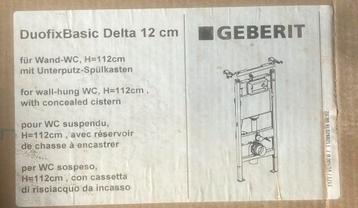 DuofixBasic Delta 12 cm
GEBERIT
für Wand-WC, H=112cm
mit Unterputz-Spülkasten
for wall-hung WC, H=112cm ,
with concealed cistern
pour WC suspendu,
H=112cm , avec réservoir
de chasse à encastrer
per WC sospeso,
H=112cm , con cassetta
di risciacquo da incasso